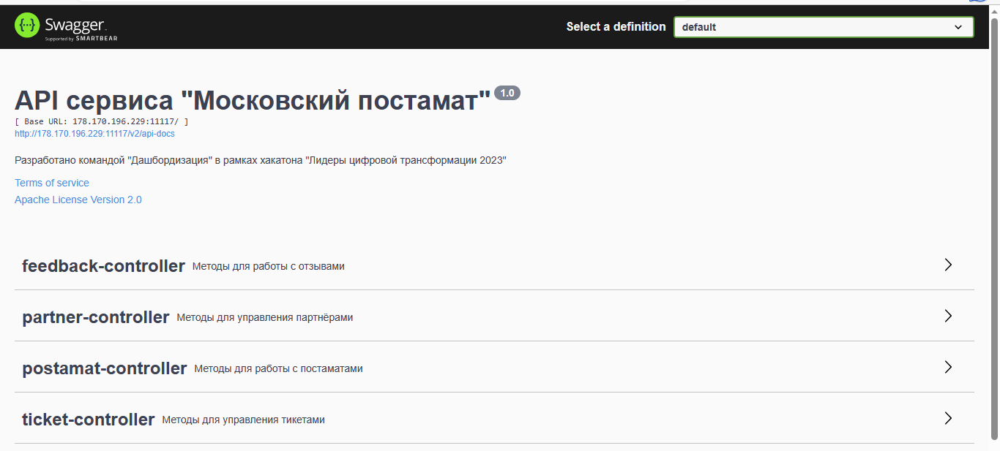 Swagger.
Supported by SMARTBEAR
Select a definition
default
API сервиса "Московский постамат" 1.0
[ Base URL: 178.170.196.229:11117/ ]
http://178.170.196.229:11117/v2/api-docs
Разработано командой "Дашбордизация" в рамках хакатона "Лидеры цифровой трансформации 2023"
Terms of service
Apache License Version 2.0
feedback-controller Методы для работы с отзывами
partner-controller Методы для управления партнёрами
postamat-controller Методы для работы с постаматами
ticket-controller Методы для управления тикетами